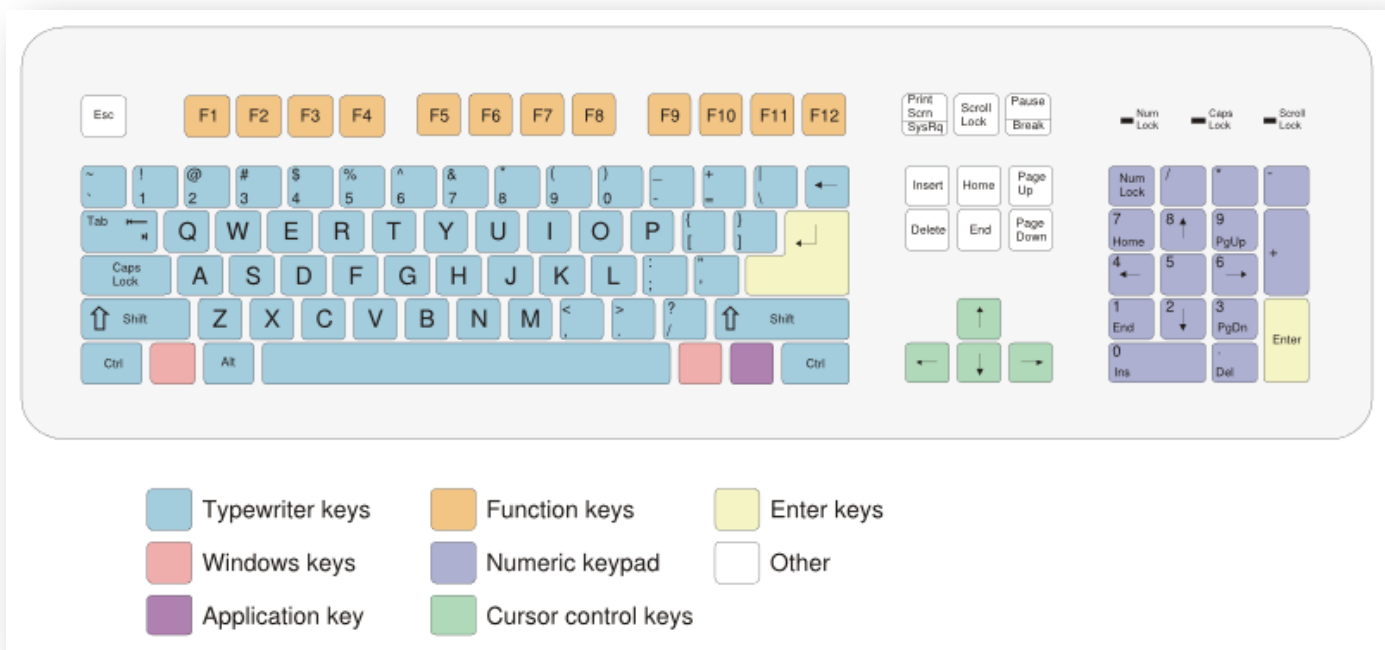 Esc F1 F2 F3 F4 F5 F6 F7 F8 F9 F10 F11 F12 Print Scrn SysRq Scroll Lock Pause Break Num Lock Caps Lock Scroll Lock
~ ` ! 1 @ 2 # 3 $ 4 % 5 ^ 6 & 7 * 8 ( 9 ) 0 _ - + = | \ ← Insert Home Page Up Num Lock / * -
Tab Q W E R T Y U I O P { [ } ] Delete End Page Down 7 Home 8 ↑ 9 PgUp +
Caps Lock A S D F G H J K L : ; " ' 4 ← 5 6 →
⇧ Shift Z X C V B N M < , > . ? / ⇧ Shift ↑ 1 End 2 ↓ 3 PgDn Enter
Ctrl Alt Ctrl ← ↓ → 0 Ins . Del
Typewriter keys Function keys Enter keys
Windows keys Numeric keypad Other
Application key Cursor control keys